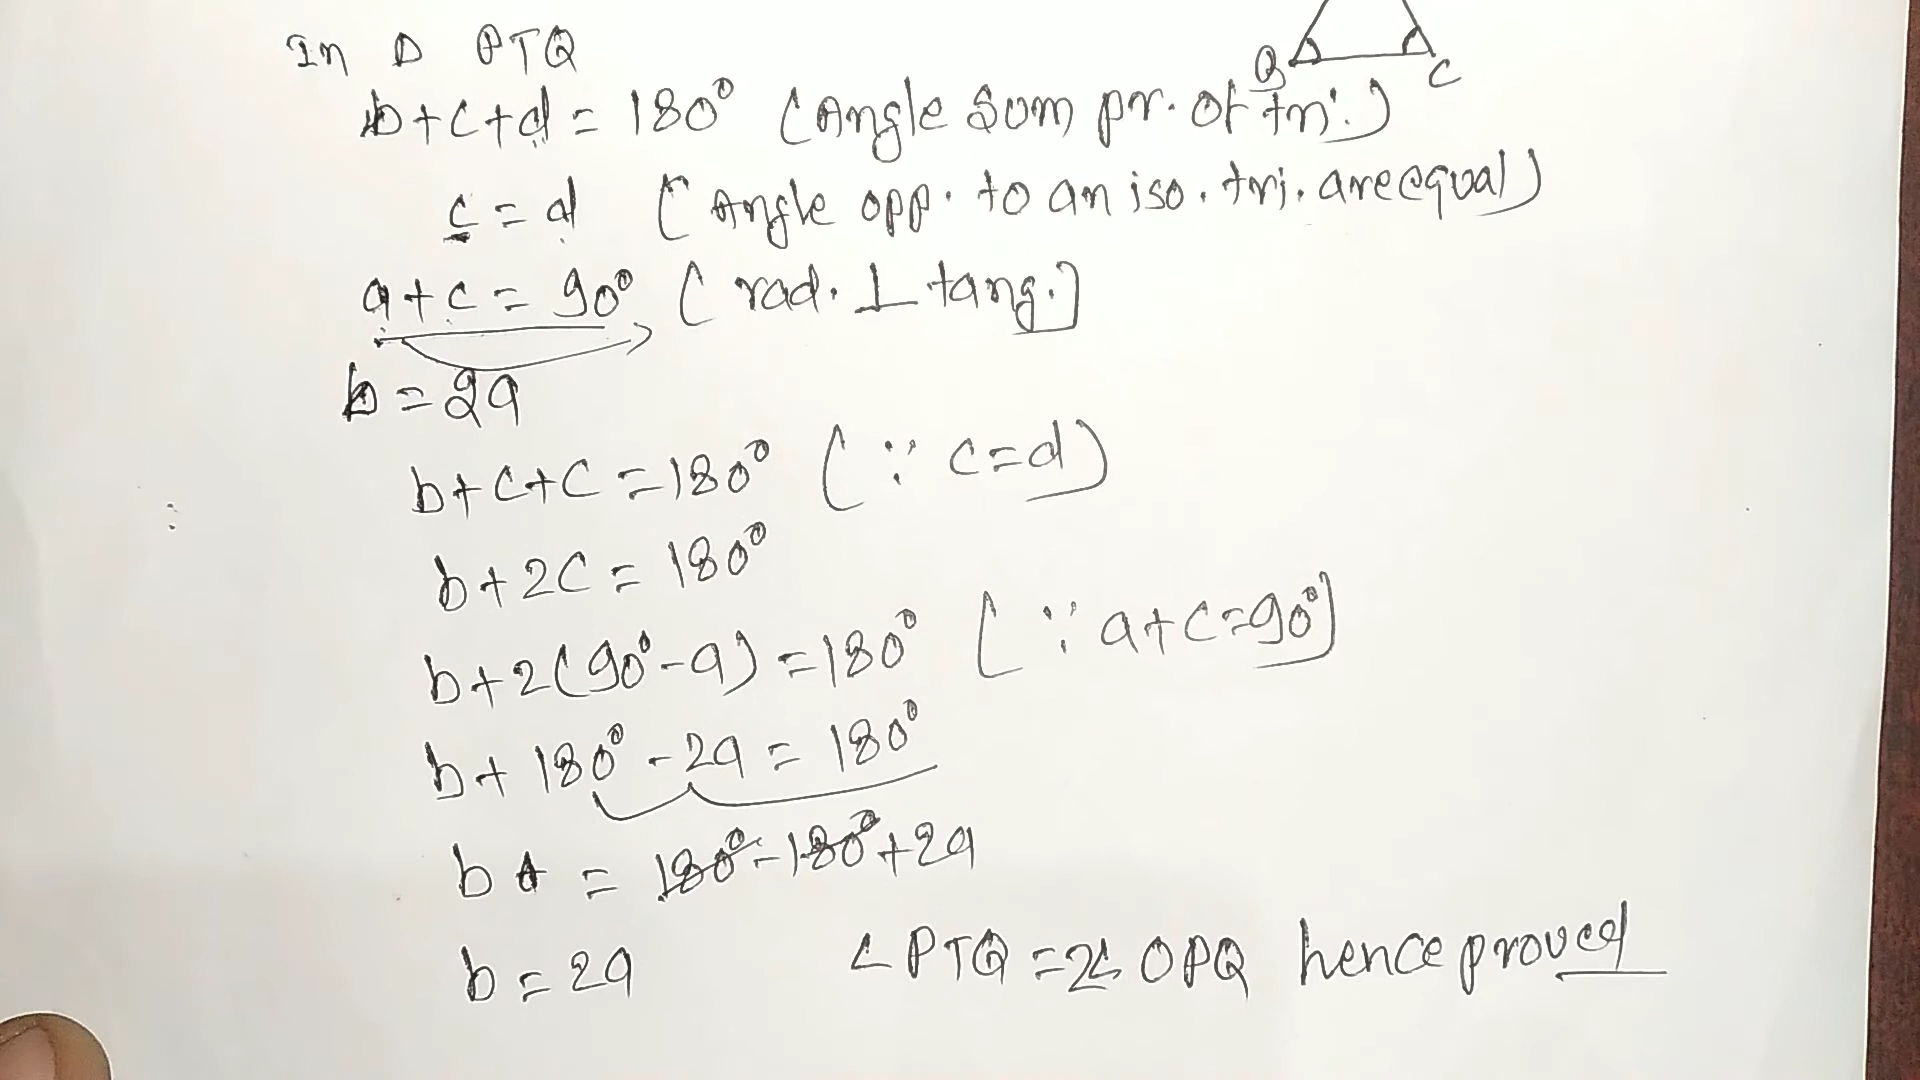 In Δ PTQ
B C
b+c+d = 180° (Angle sum pr. of tri.)
c = d (Angle opp. to an iso. tri. are equal)
a+c = 90° (rad. ⊥ tang.)
b = 2a
b+c+c = 180° (∵ c=d)
b+2c = 180°
b+2(90°-a) = 180° (∵ a+c=90°)
b+180°-2a = 180°
b = 180°-180°+2a
b = 2a ∠PTQ = 2∠OPQ hence proved